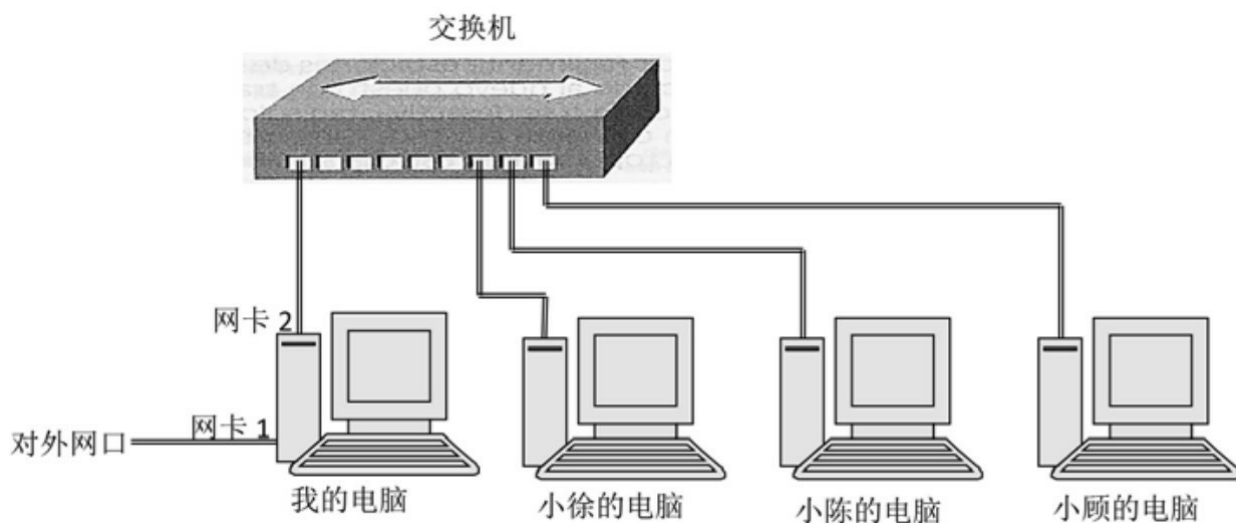 交换机
网卡 2
网卡 1
对外网口
我的电脑
小徐的电脑
小陈的电脑
小顾的电脑